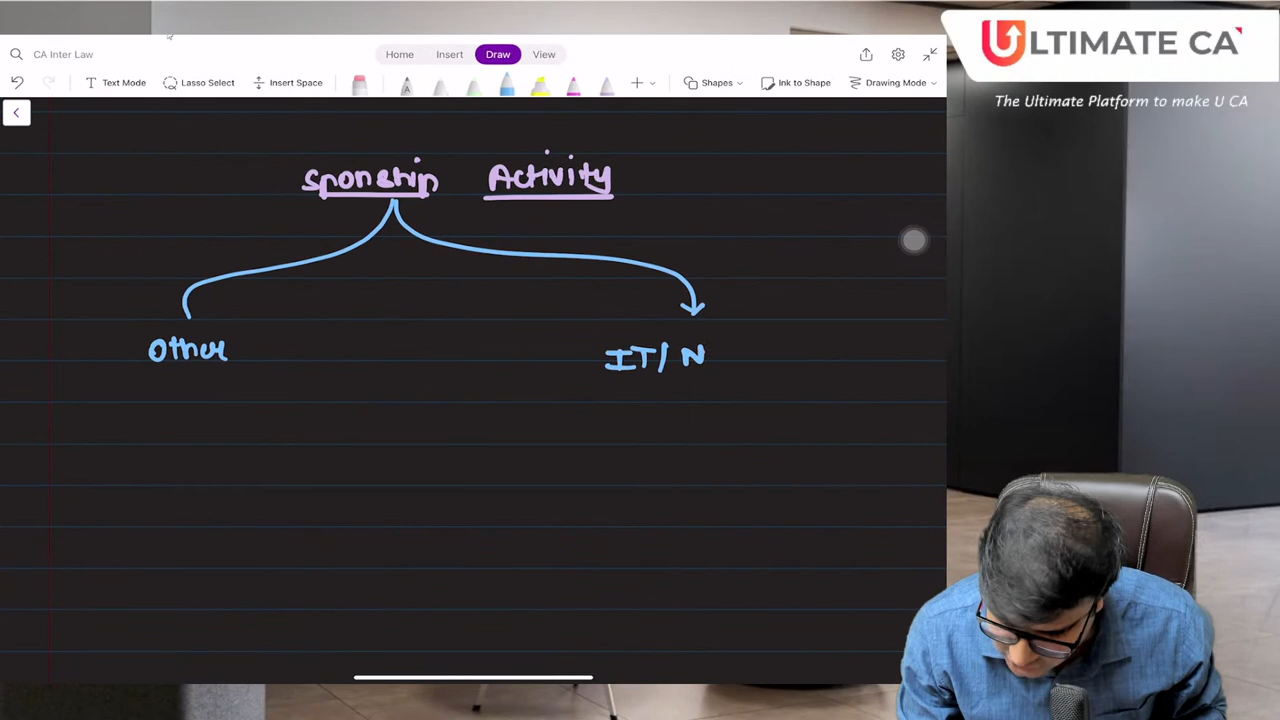 ULTIMATE CA
The Ultimate Platform to make U CA
CA Inter Law
Home Insert Draw View
Text Mode Lasso Select Insert Space Shapes Ink to Shape Drawing Mode
Sponship Activity
Other IT/ N